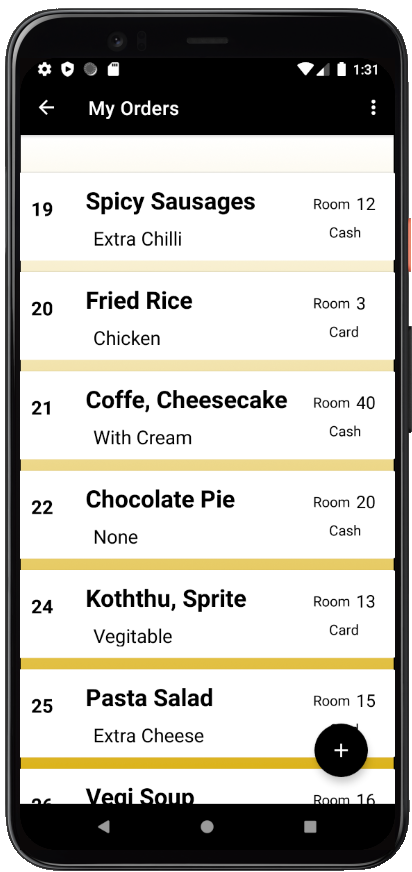 1:31
My Orders
19 Spicy Sausages Room 12
Extra Chilli Cash
20 Fried Rice Room 3
Chicken Card
21 Coffe, Cheesecake Room 40
With Cream Cash
22 Chocolate Pie Room 20
None Cash
24 Koththu, Sprite Room 13
Vegitable Card
25 Pasta Salad Room 15
Extra Cheese
26 Vegi Soup Room 16